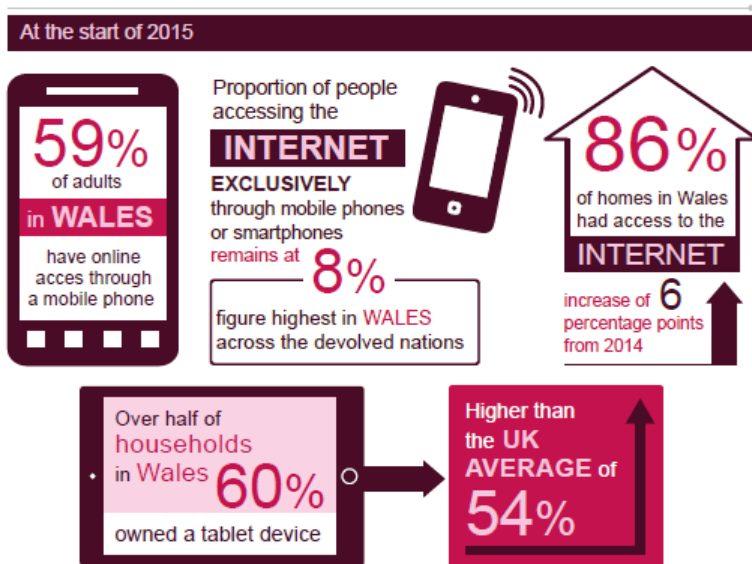 At the start of 2015
59%
of adults
in WALES
have online
acces through
a mobile phone
Proportion of people
accessing the
INTERNET
EXCLUSIVELY
through mobile phones
or smartphones
remains at 8%
figure highest in WALES
across the devolved nations
86%
of homes in Wales
had access to the
INTERNET
increase of 6
percentage points
from 2014
Over half of
households
in Wales 60%
owned a tablet device
Higher than
the UK
AVERAGE of
54%